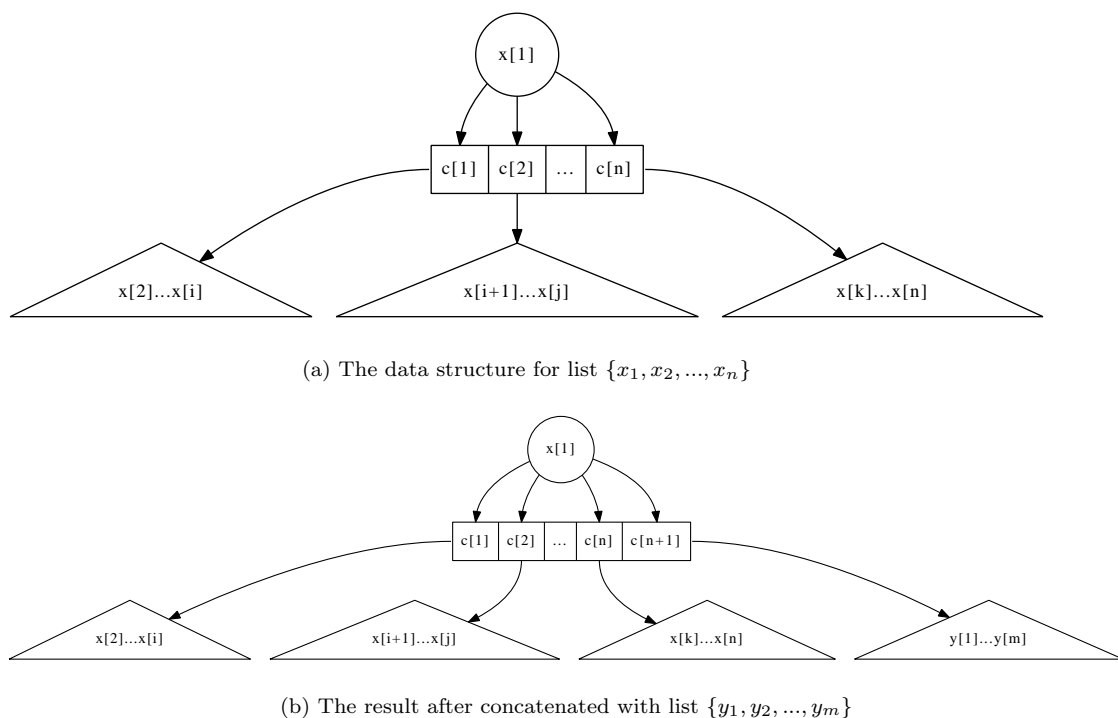 x[1]
c[1] c[2] ... c[n]
x[2]...x[i] x[i+1]...x[j] x[k]...x[n]
(a) The data structure for list {x₁, x₂, ..., xₙ}
x[1]
c[1] c[2] ... c[n] c[n+1]
x[2]...x[i] x[i+1]...x[j] x[k]...x[n] y[1]...y[m]
(b) The result after concatenated with list {y₁, y₂, ..., yₘ}